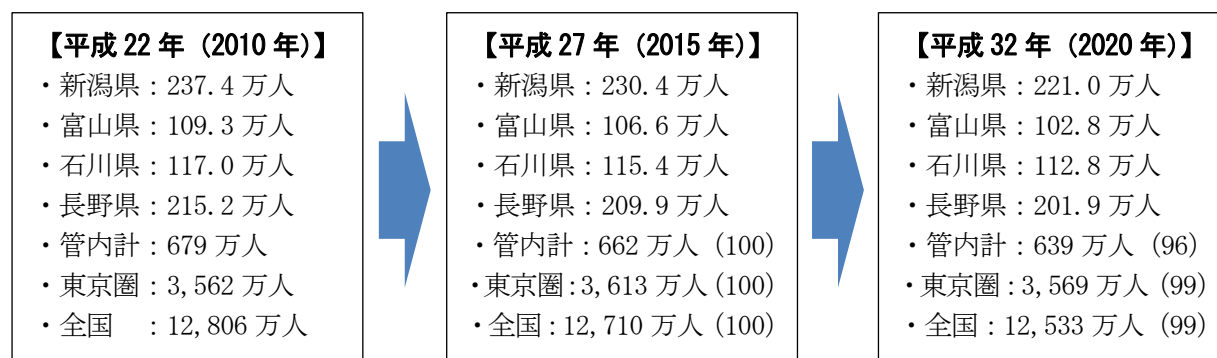 【平成 22 年（2010 年）】
・新潟県：237.4 万人
・富山県：109.3 万人
・石川県：117.0 万人
・長野県：215.2 万人
・管内計：679 万人
・東京圏：3,562 万人
・全国　：12,806 万人
【平成 27 年（2015 年）】
・新潟県：230.4 万人
・富山県：106.6 万人
・石川県：115.4 万人
・長野県：209.9 万人
・管内計：662 万人（100）
・東京圏：3,613 万人（100）
・全国：12,710 万人（100）
【平成 32 年（2020 年）】
・新潟県：221.0 万人
・富山県：102.8 万人
・石川県：112.8 万人
・長野県：201.9 万人
・管内計：639 万人（96）
・東京圏：3,569 万人（99）
・全国：12,533 万人（99）